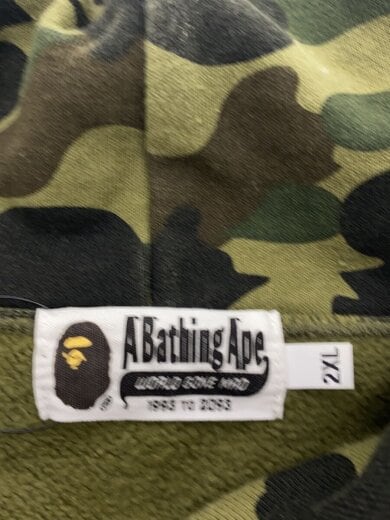 A Bathing Ape
WORLD GONE MAD
1993 TO 2093
®
2XL